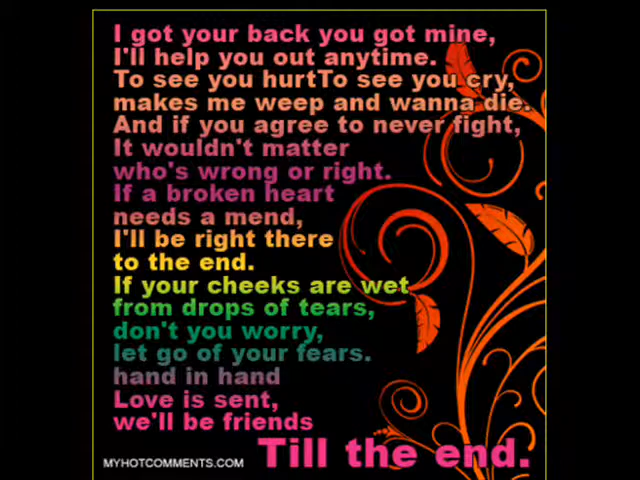 I got your back you got mine,
I'll help you out anytime.
To see you hurtTo see you cry,
makes me weep and wanna die.
And if you agree to never fight,
It wouldn't matter
who's wrong or right.
If a broken heart
needs a mend,
I'll be right there
to the end.
If your cheeks are wet
from drops of tears,
don't you worry,
let go of your fears.
hand in hand
Love is sent,
we'll be friends
Till the end.
MYHOTCOMMENTS.COM